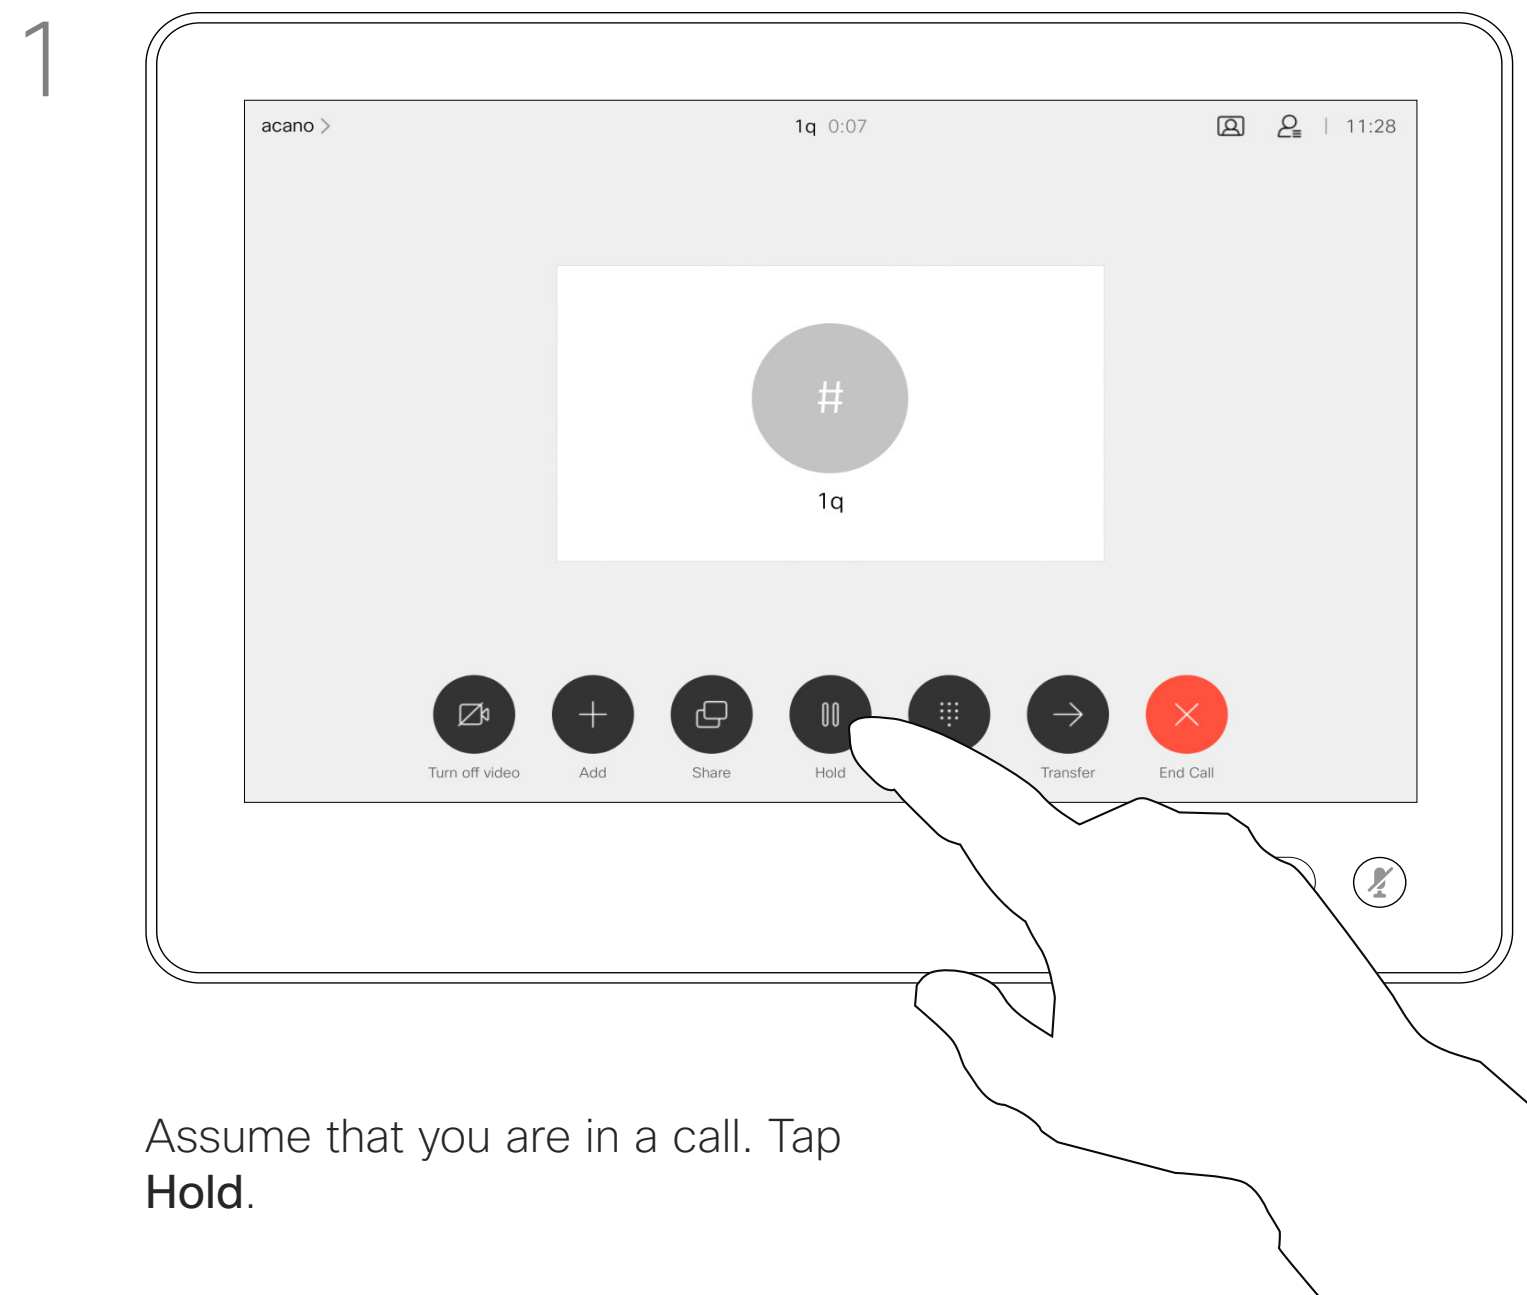 1
acano
1q 0:07
11:28
#
1q
Turn off video
Add
Share
Hold
Transfer
End Call
Assume that you are in a call. Tap
Hold.